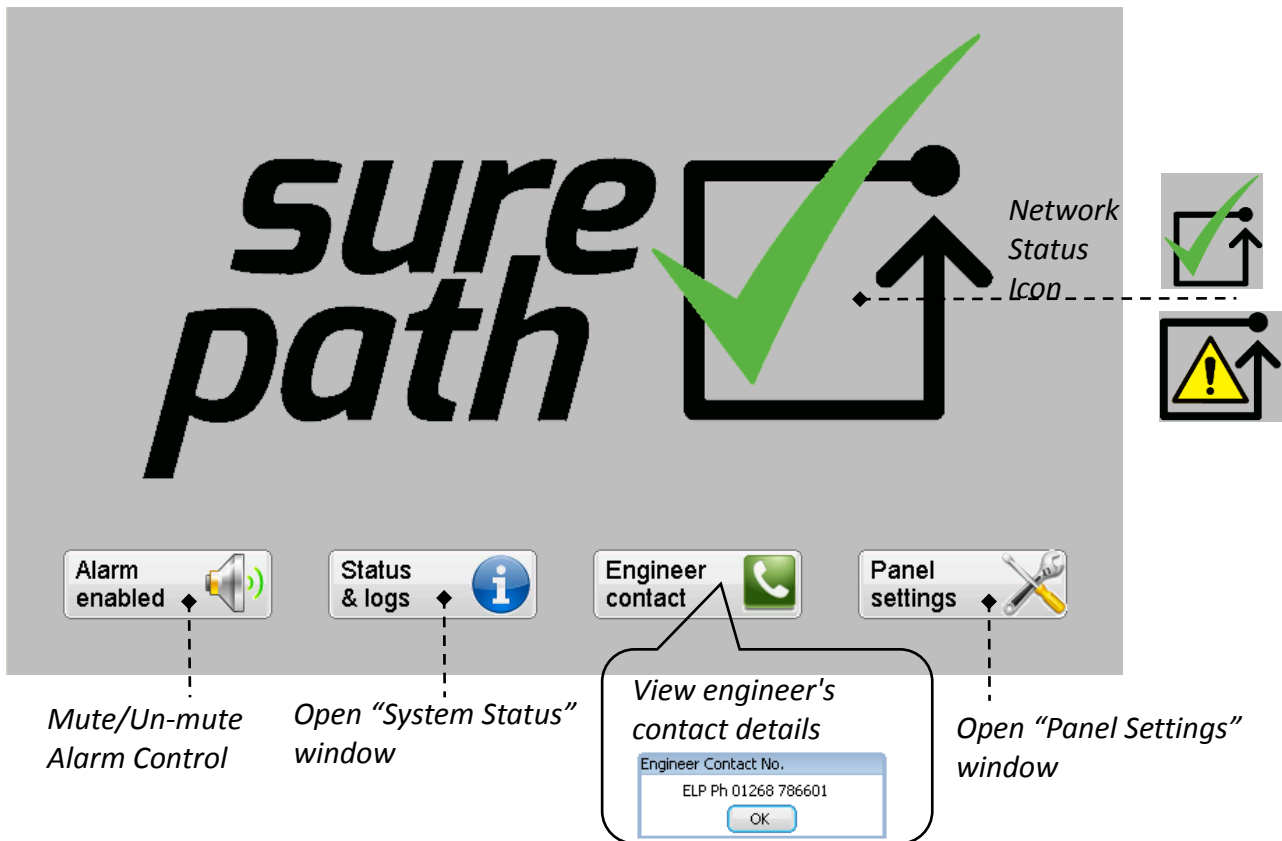 sure
path
Network
Status
Icon
Alarm
enabled
Status
& logs
Engineer
contact
Panel
settings
Mute/Un-mute
Alarm Control
Open “System Status”
window
View engineer's
contact details
Engineer Contact No.
ELP Ph 01268 786601
OK
Open “Panel Settings”
window